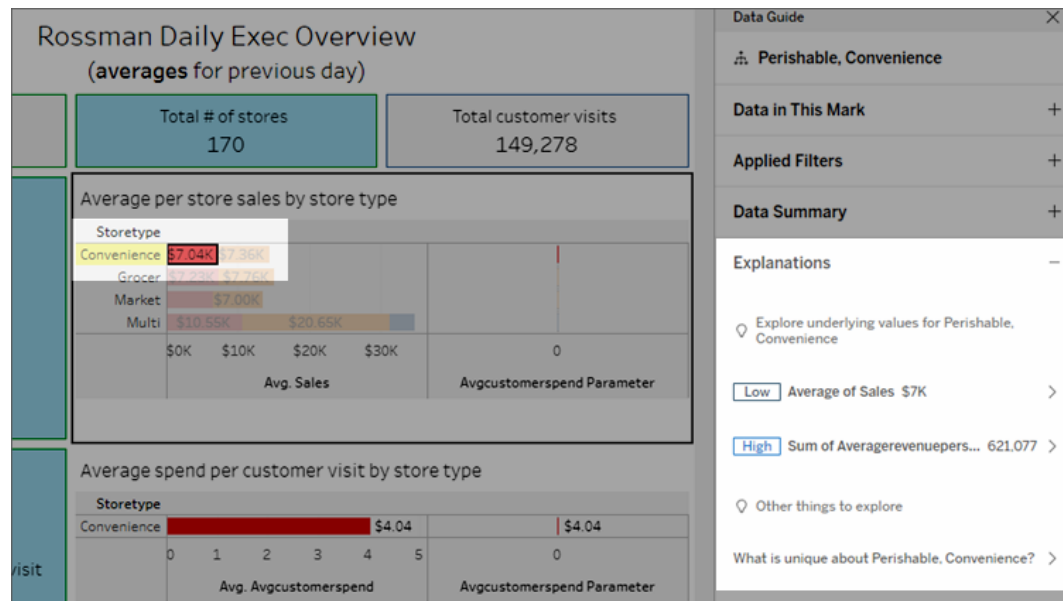 Rossman Daily Exec Overview
(averages for previous day)
Total # of stores
170
Total customer visits
149,278
Average per store sales by store type
Storetype
Convenience $7.04K $7.36K
Grocer $7.23K $7.76K
Market $7.00K
Multi $10.55K $20.65K
$0K $10K $20K $30K 0
Avg. Sales Avgcustomerspend Parameter
Average spend per customer visit by store type
Storetype
Convenience $4.04 $4.04
0 1 2 3 4 5 0
Avg. Avgcustomerspend Avgcustomerspend Parameter
visit
Data Guide
Perishable, Convenience
Data in This Mark
Applied Filters
Data Summary
Explanations
Explore underlying values for Perishable,
Convenience
Low Average of Sales $7K
High Sum of Averagerevenuepers... 621,077
Other things to explore
What is unique about Perishable, Convenience?